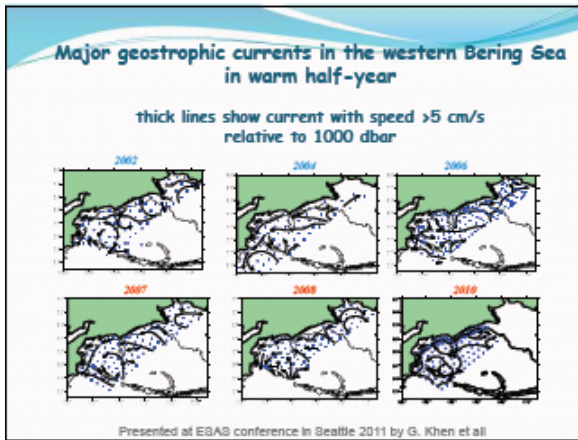 Major geostrophic currents in the western Bering Sea
in warm half-year
thick lines show current with speed >5 cm/s
relative to 1000 dbar
2002
2004
2006
2007
2008
2010
Presented at ESAS conference in Seattle 2011 by G. Khen et all